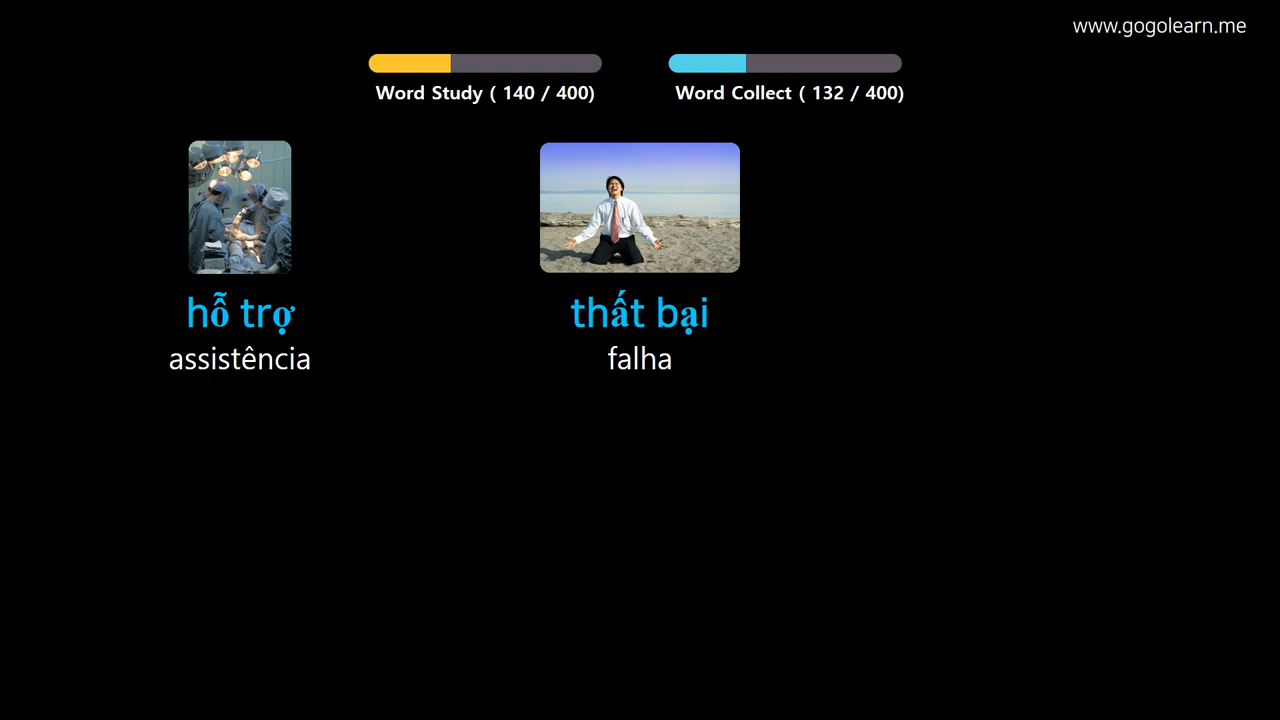 www.gogolearn.me
Word Study ( 140 / 400)
Word Collect ( 132 / 400)
hỗ trợ
assistência
thất bại
falha